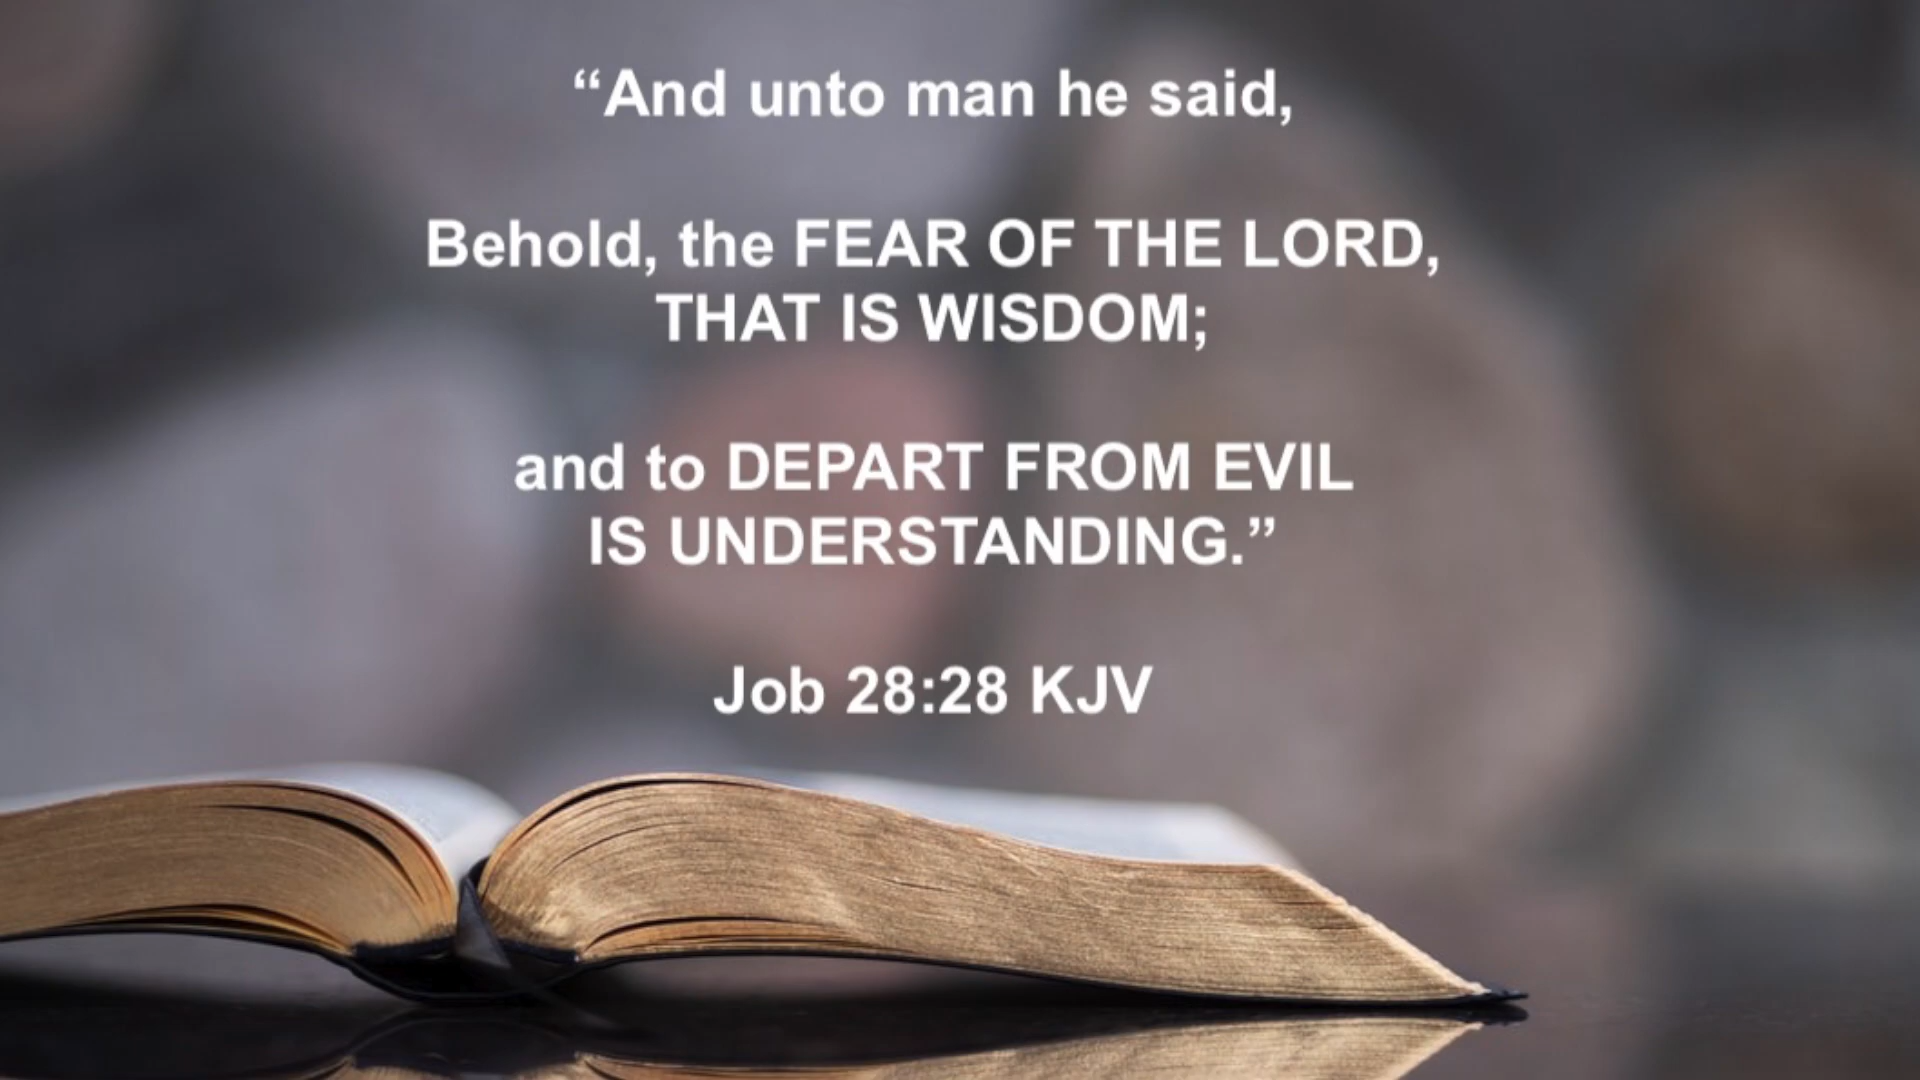 “And unto man he said,
Behold, the FEAR OF THE LORD,
THAT IS WISDOM;
and to DEPART FROM EVIL
IS UNDERSTANDING.”
Job 28:28 KJV